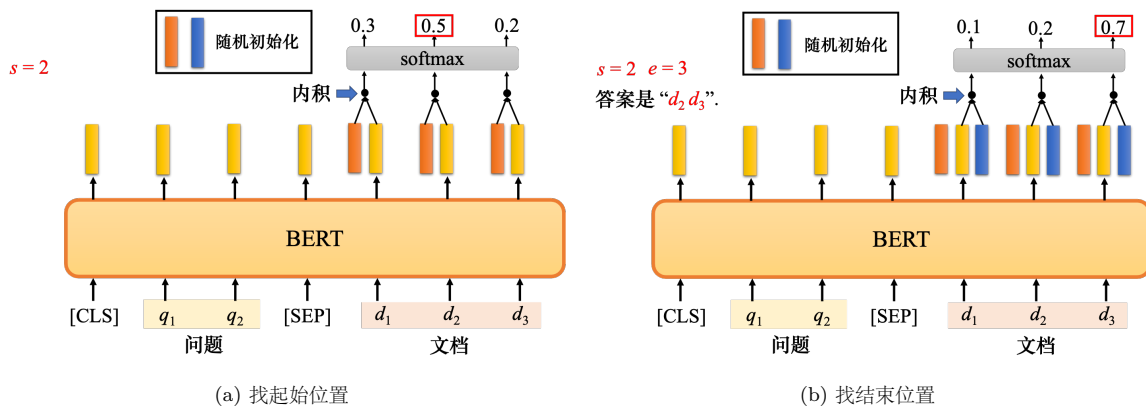 随机初始化
0.3 0.5 0.2
softmax
s = 2
内积
BERT
[CLS] q1 q2 [SEP] d1 d2 d3
问题 文档
(a) 找起始位置
随机初始化
0.1 0.2 0.7
softmax
s = 2 e = 3
答案是 “d2 d3”.
内积
BERT
[CLS] q1 q2 [SEP] d1 d2 d3
问题 文档
(b) 找结束位置